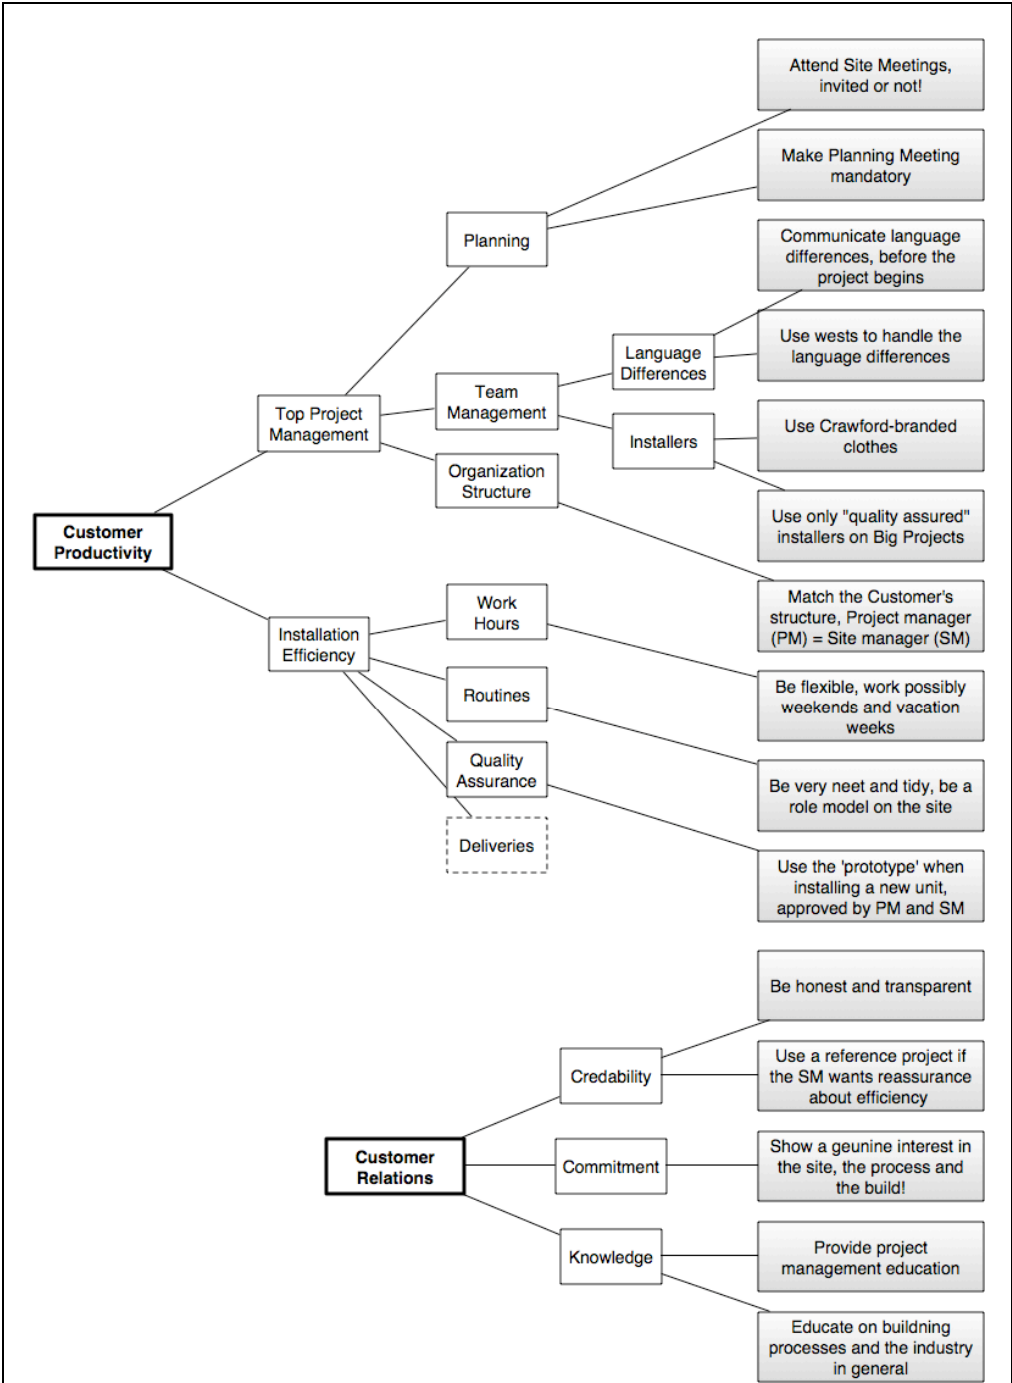 Attend Site Meetings,
invited or not!
Make Planning Meeting
mandatory
Planning
Communicate language
differences, before the
project begins
Language
Differences
Use wests to handle the
language differences
Team
Management
Top Project
Management
Installers
Use Crawford-branded
clothes
Organization
Structure
Use only "quality assured"
installers on Big Projects
Customer
Productivity
Match the Customer's
structure, Project manager
(PM) = Site manager (SM)
Work
Hours
Installation
Efficiency
Be flexible, work possibly
weekends and vacation
weeks
Routines
Quality
Assurance
Be very neet and tidy, be a
role model on the site
Deliveries
Use the 'prototype' when
installing a new unit,
approved by PM and SM
Be honest and transparent
Credability
Use a reference project if
the SM wants reassurance
about efficiency
Customer
Relations
Commitment
Show a geunine interest in
the site, the process and
the build!
Knowledge
Provide project
management education
Educate on buildning
processes and the industry
in general